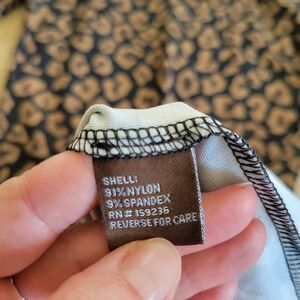 SHELL:
91% NYLON
9% SPANDEX
RN# 159236
REVERSE FOR CARE